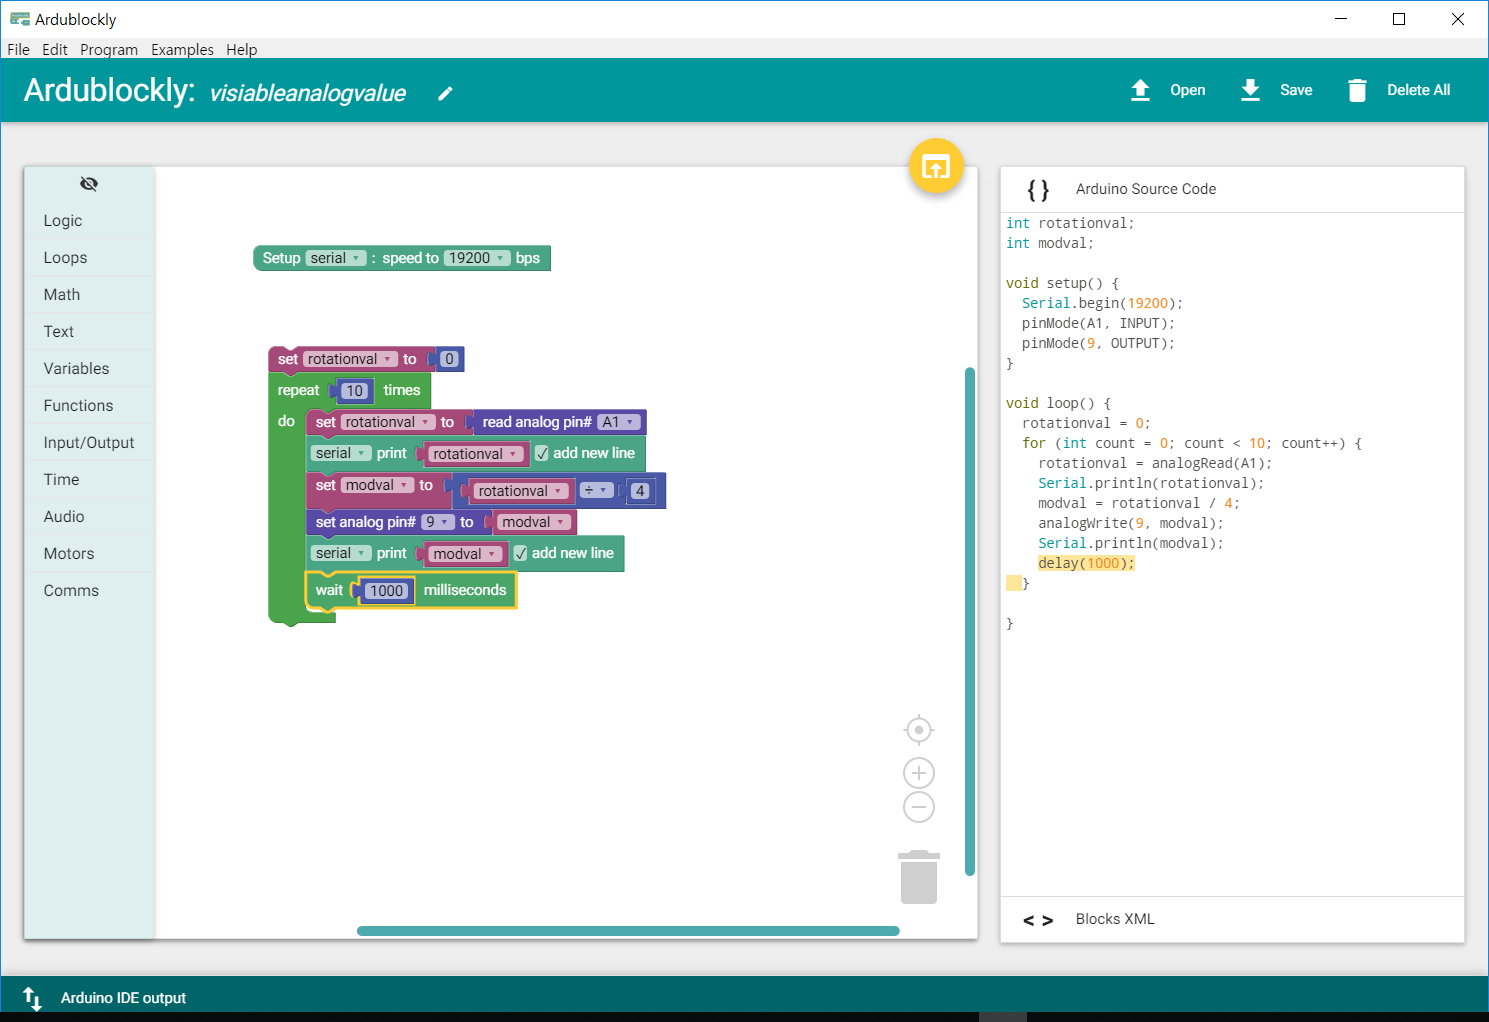 Ardublockly
File Edit Program Examples Help
Ardublockly: visiableanalogvalue
Open Save Delete All
Logic
Loops
Math
Text
Variables
Functions
Input/Output
Time
Audio
Motors
Comms
Setup serial : speed to 19200 bps
set rotationval to 0
repeat 10 times
do set rotationval to read analog pin# A1
serial print rotationval ✓ add new line
set modval to rotationval ÷ 4
set analog pin# 9 to modval
serial print modval ✓ add new line
wait 1000 milliseconds
{ } Arduino Source Code
int rotationval;
int modval;
void setup() {
Serial.begin(19200);
pinMode(A1, INPUT);
pinMode(9, OUTPUT);
}
void loop() {
rotationval = 0;
for (int count = 0; count < 10; count++) {
rotationval = analogRead(A1);
Serial.println(rotationval);
modval = rotationval / 4;
analogWrite(9, modval);
Serial.println(modval);
delay(1000);
}
}
< > Blocks XML
Arduino IDE output